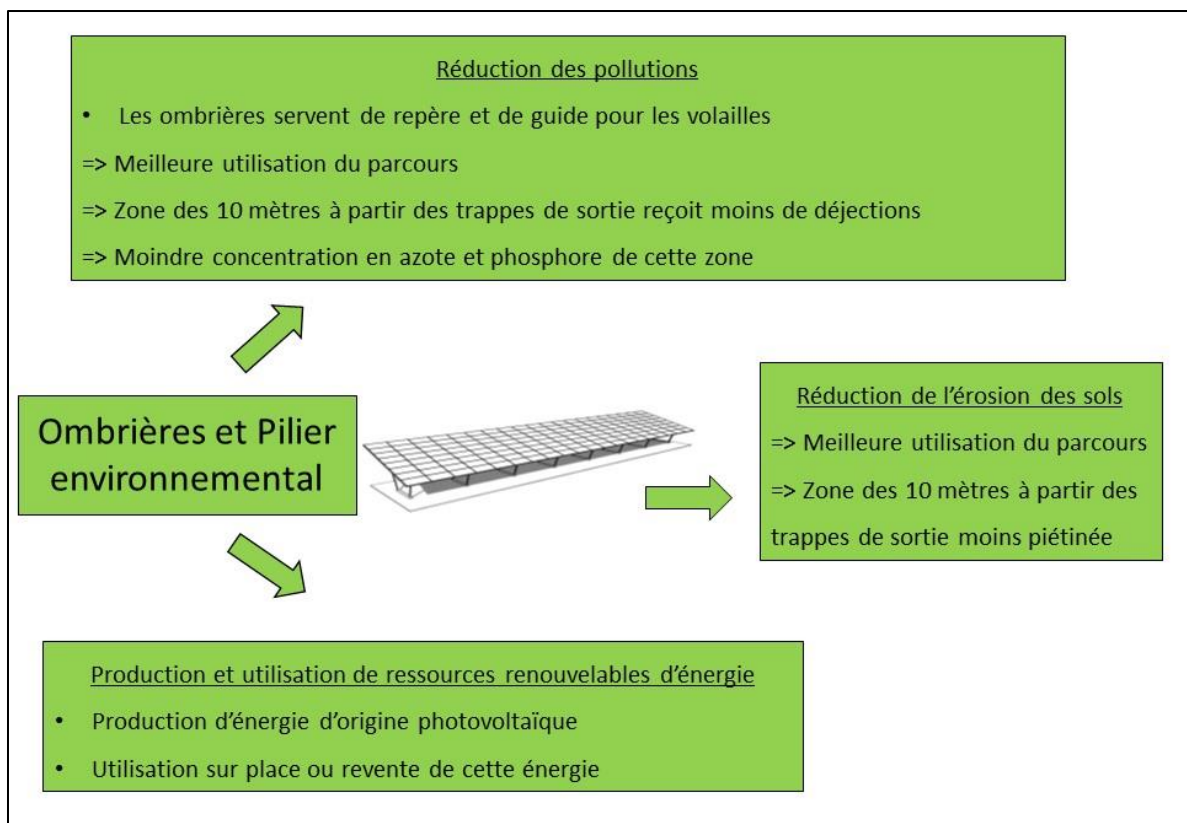 Réduction des pollutions
• Les ombrières servent de repère et de guide pour les volailles
=> Meilleure utilisation du parcours
=> Zone des 10 mètres à partir des trappes de sortie reçoit moins de déjections
=> Moindre concentration en azote et phosphore de cette zone
Ombrières et Pilier
environnemental
Réduction de l’érosion des sols
=> Meilleure utilisation du parcours
=> Zone des 10 mètres à partir des
trappes de sortie moins piétinée
Production et utilisation de ressources renouvelables d’énergie
• Production d’énergie d’origine photovoltaïque
• Utilisation sur place ou revente de cette énergie